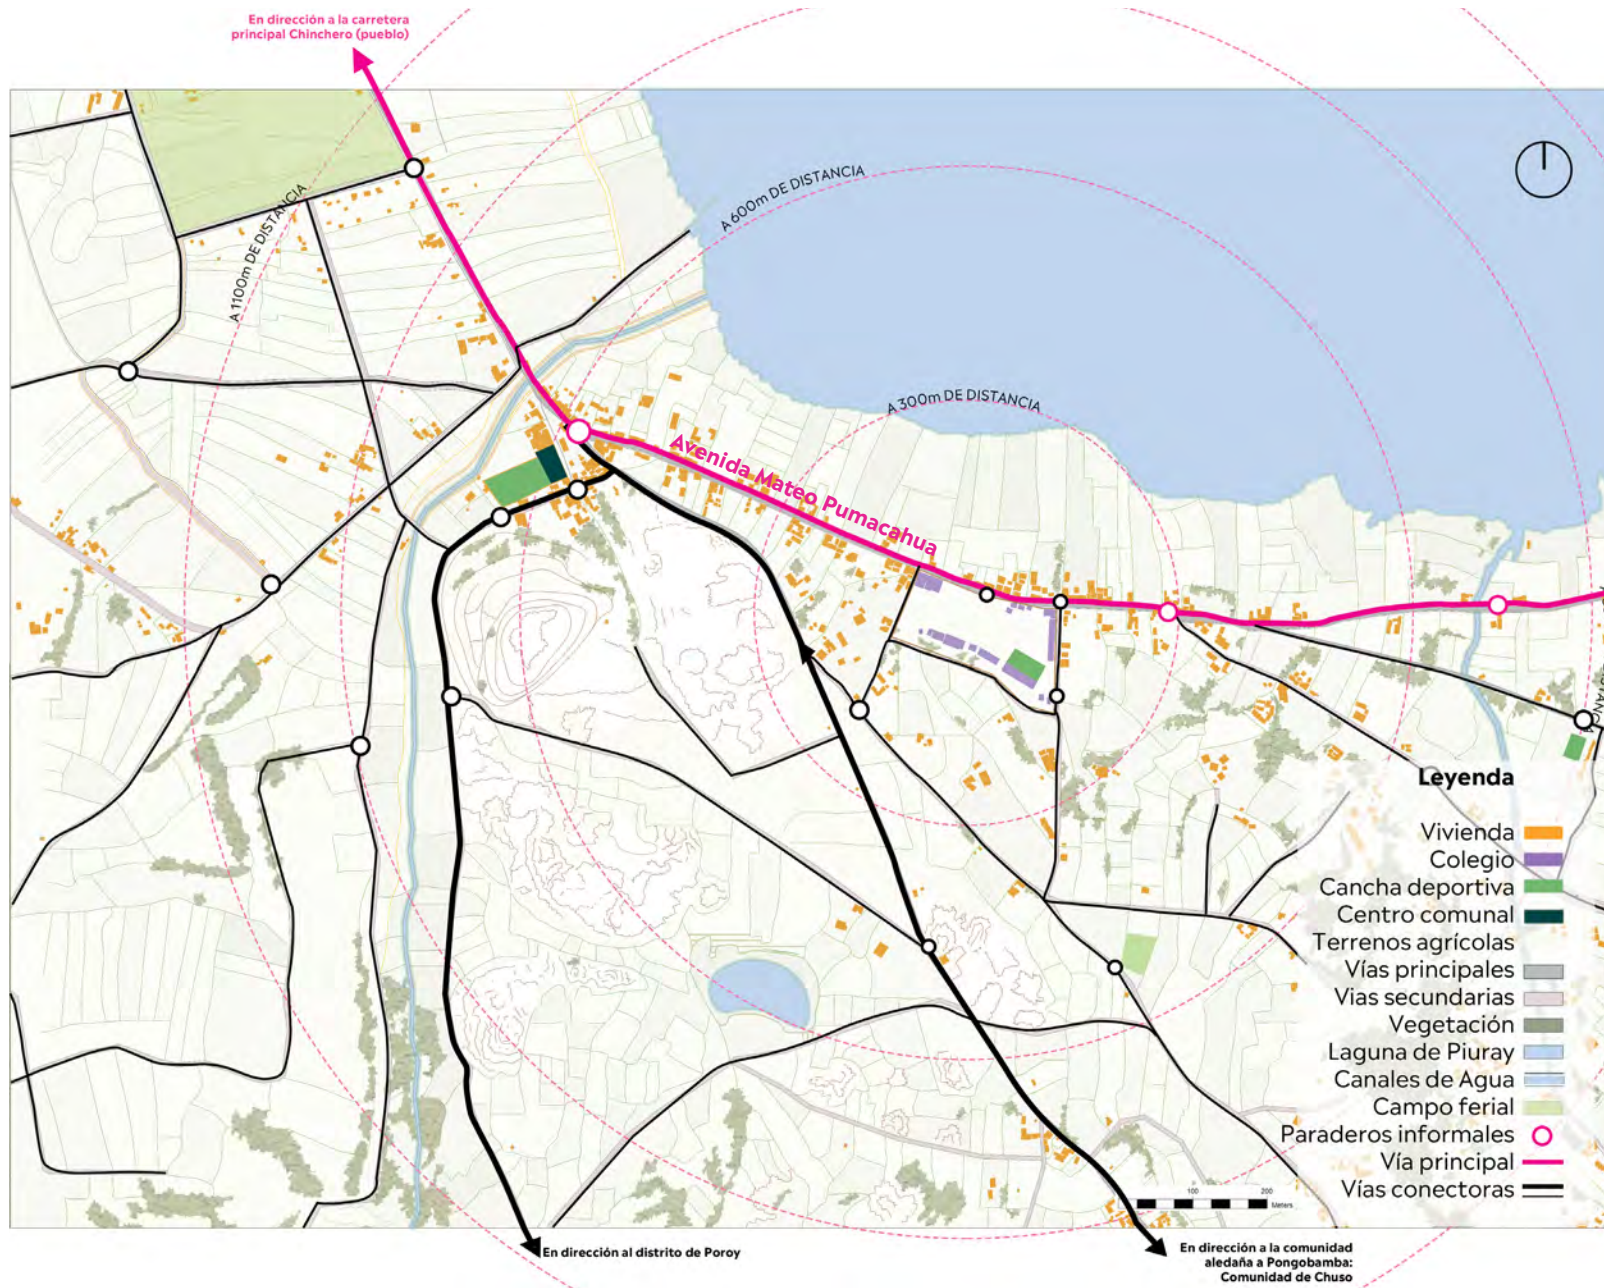 En dirección a la carretera
principal Chinchero (pueblo)
A 1100m DE DISTANCIA
A 600m DE DISTANCIA
A 300m DE DISTANCIA
Avenida Mateo Pumacahua
Leyenda
Vivienda
Colegio
Cancha deportiva
Centro comunal
Terrenos agrícolas
Vías principales
Vias secundarias
Vegetación
Laguna de Piuray
Canales de Agua
Campo ferial
Paraderos informales
Vía principal
Vías conectoras
100 200
Meters
En dirección al distrito de Poroy
En dirección a la comunidad
aledaña a Pongobamba:
Comunidad de Chuso